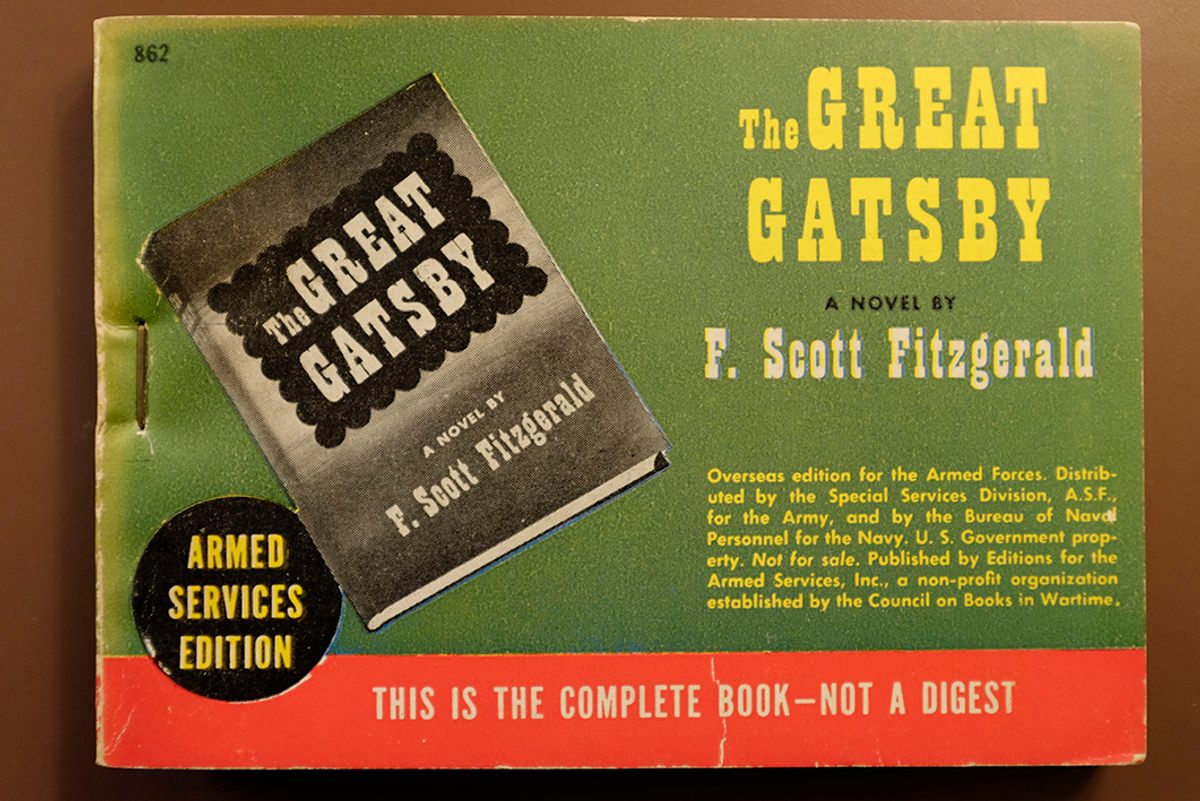 862
The GREAT
GATSBY
A NOVEL BY
F. Scott Fitzgerald
The GREAT
GATSBY
A NOVEL BY
F. Scott Fitzgerald
Overseas edition for the Armed Forces. Distrib-
uted by the Special Services Division, A.S.F.,
for the Army, and by the Bureau of Naval
Personnel for the Navy. U. S. Government prop-
erty. Not for sale. Published by Editions for the
Armed Services, Inc., a non-profit organization
established by the Council on Books in Wartime.
ARMED
SERVICES
EDITION
THIS IS THE COMPLETE BOOK—NOT A DIGEST